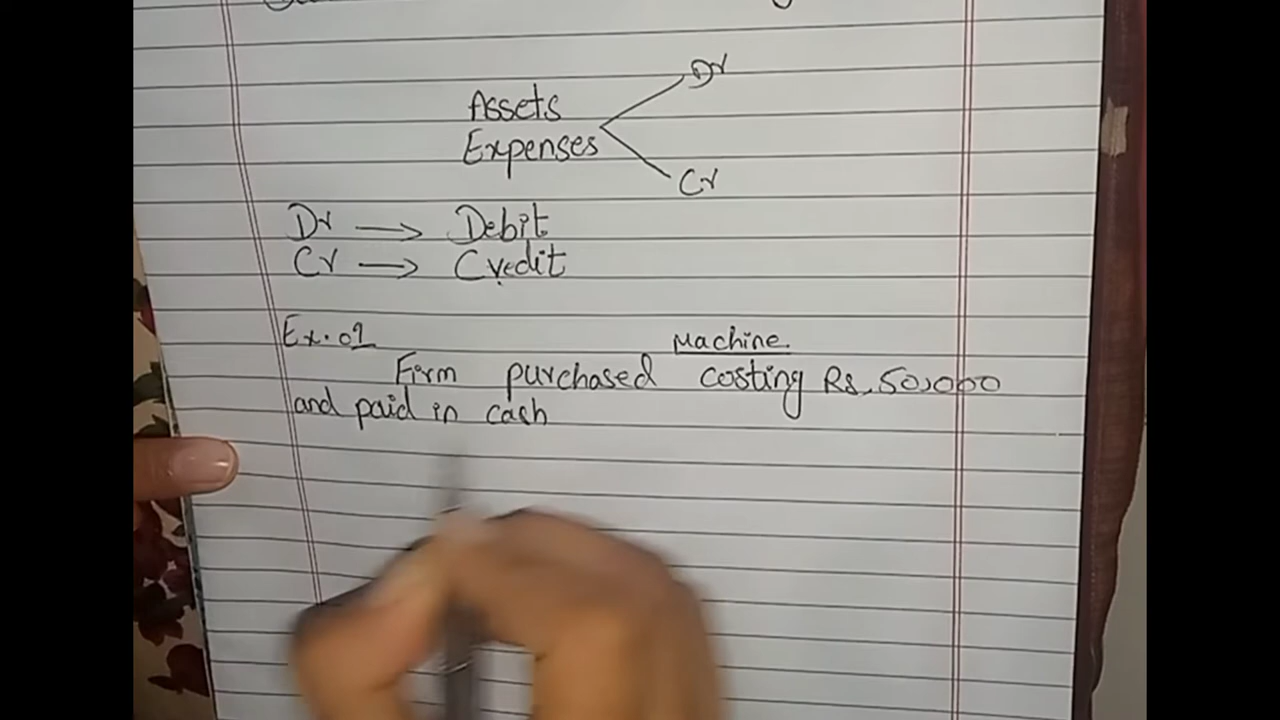 Dr
Assets
Expenses
Cr
Dr → Debit
Cr → Credit
Ex. 01
Machine
Firm purchased costing Rs. 50,000
and paid in cash